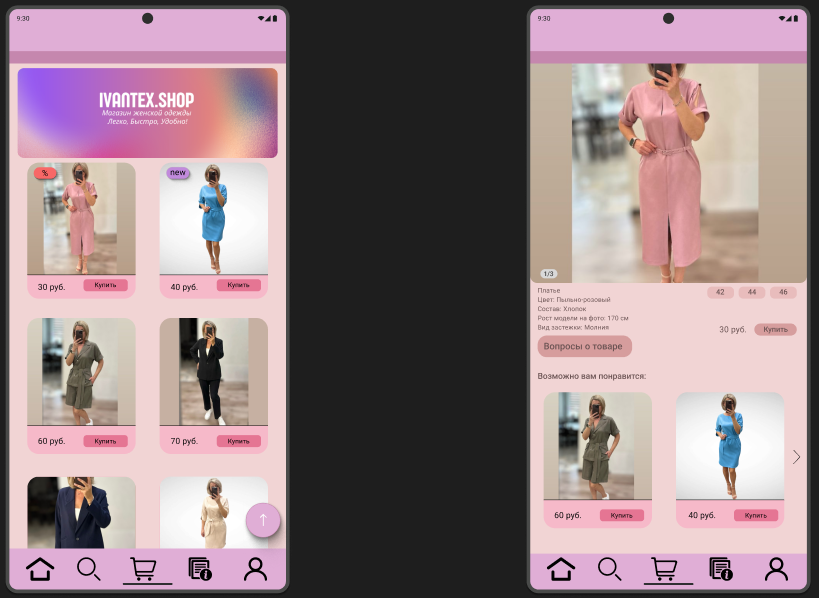 9:30
IVANTEX.SHOP
Магазин женской одежды
Легко, Быстро, Удобно!
%
new
30 руб.
Купить
40 руб.
Купить
60 руб.
Купить
70 руб.
Купить
9:30
1/3
Платье
Цвет: Пыльно-розовый
Состав: Хлопок
Рост модели на фото: 170 см
Вид застежки: Молния
42
44
46
30 руб.
Купить
Вопросы о товаре
Возможно вам понравится:
60 руб.
Купить
40 руб.
Купить